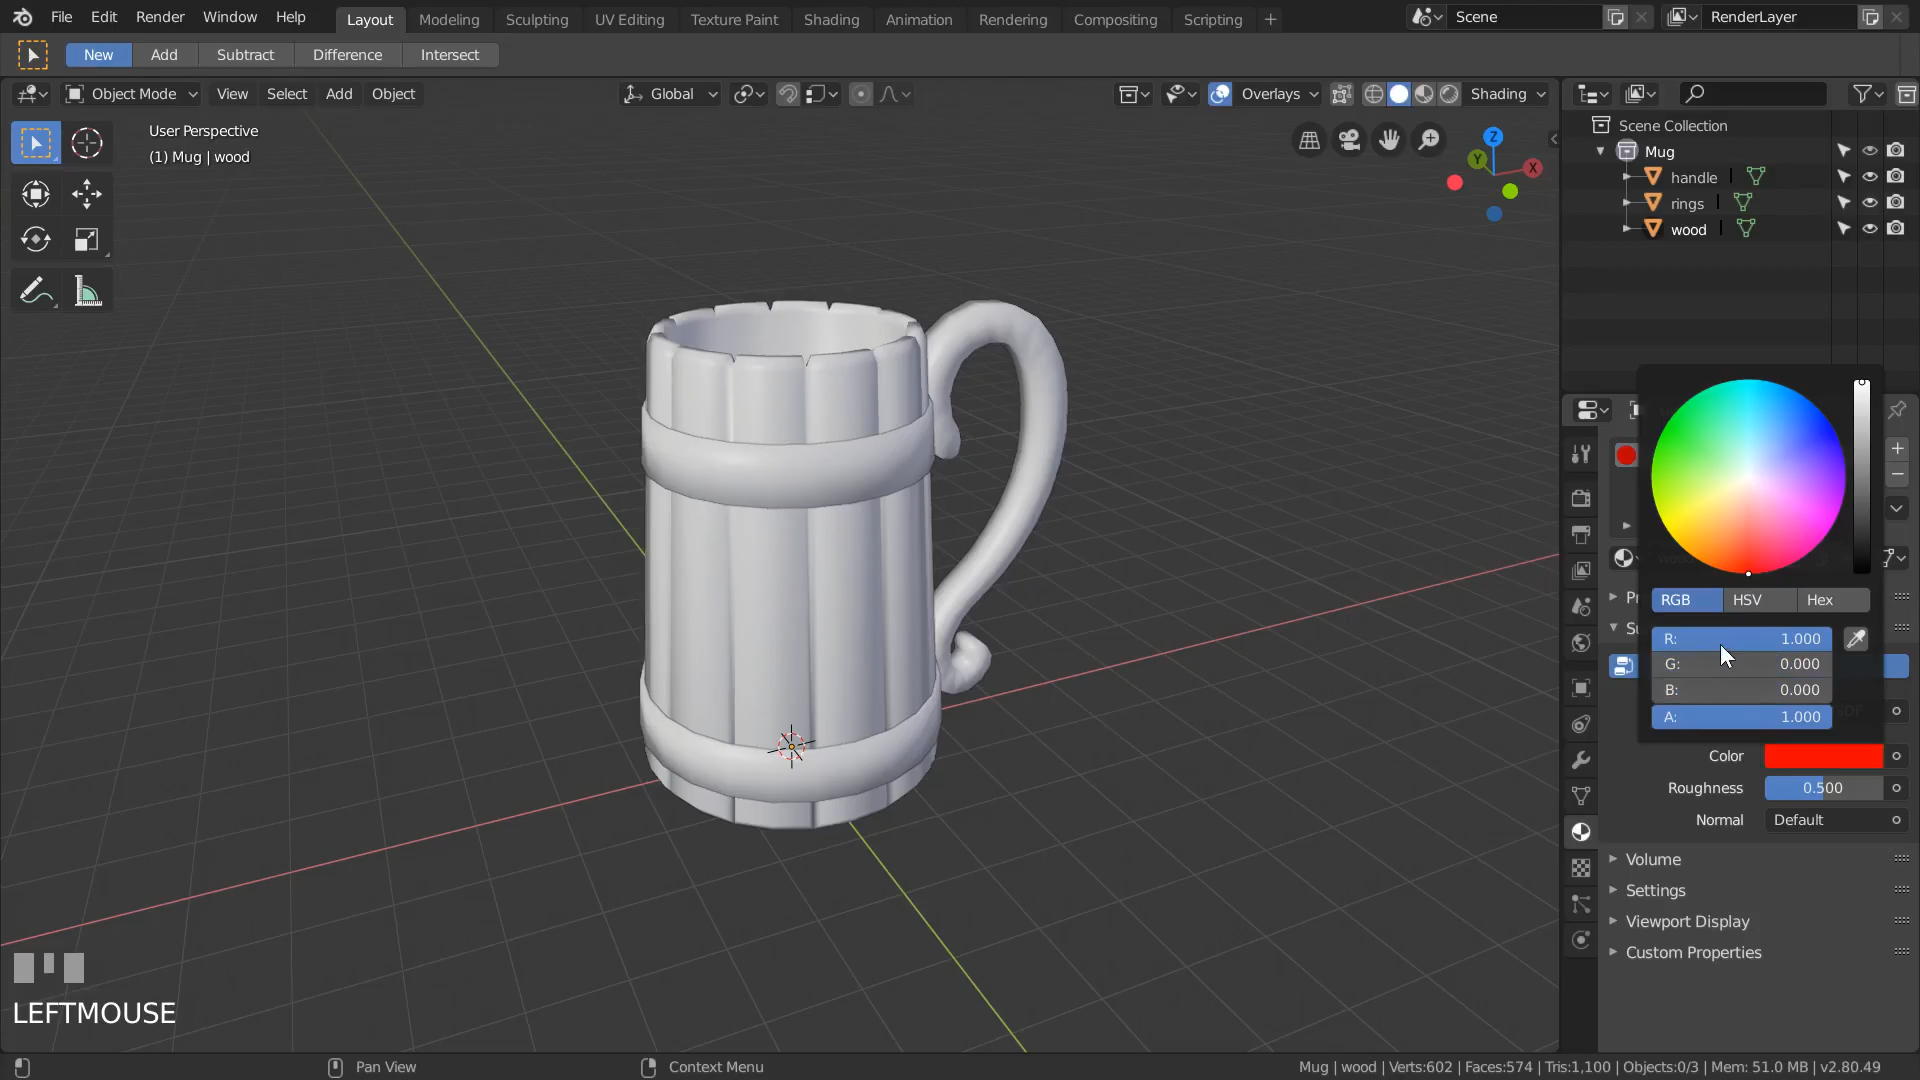 File Edit Render Window Help Layout Modeling Sculpting UV Editing Texture Paint Shading Animation Rendering Compositing Scripting + Scene RenderLayer
New Add Subtract Difference Intersect
Object Mode View Select Add Object Global Overlays Shading
User Perspective
(1) Mug | wood
Z
Y
X
Scene Collection
Mug
handle
rings
wood
RGB HSV Hex
R: 1.000
G: 0.000
B: 0.000
A: 1.000
Color
Roughness 0.500
Normal Default
Volume
Settings
Viewport Display
Custom Properties
LEFTMOUSE
Pan View Context Menu Mug | wood | Verts:602 | Faces:574 | Tris:1,100 | Objects:0/3 | Mem: 51.0 MB | v2.80.49